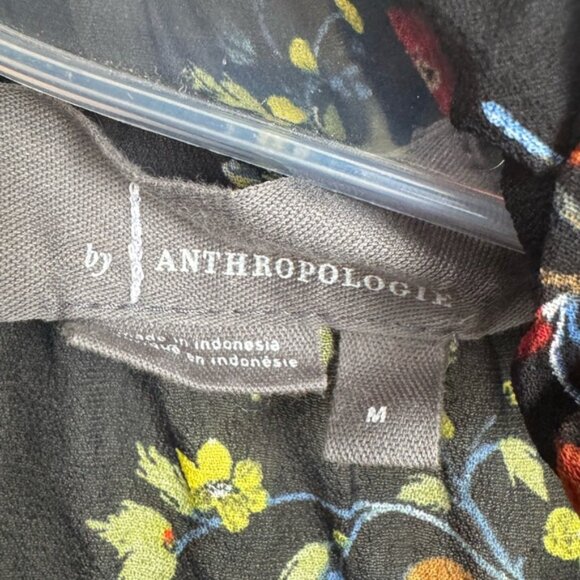 by ANTHROPOLOGIE
made in indonesia
en indonésie
M